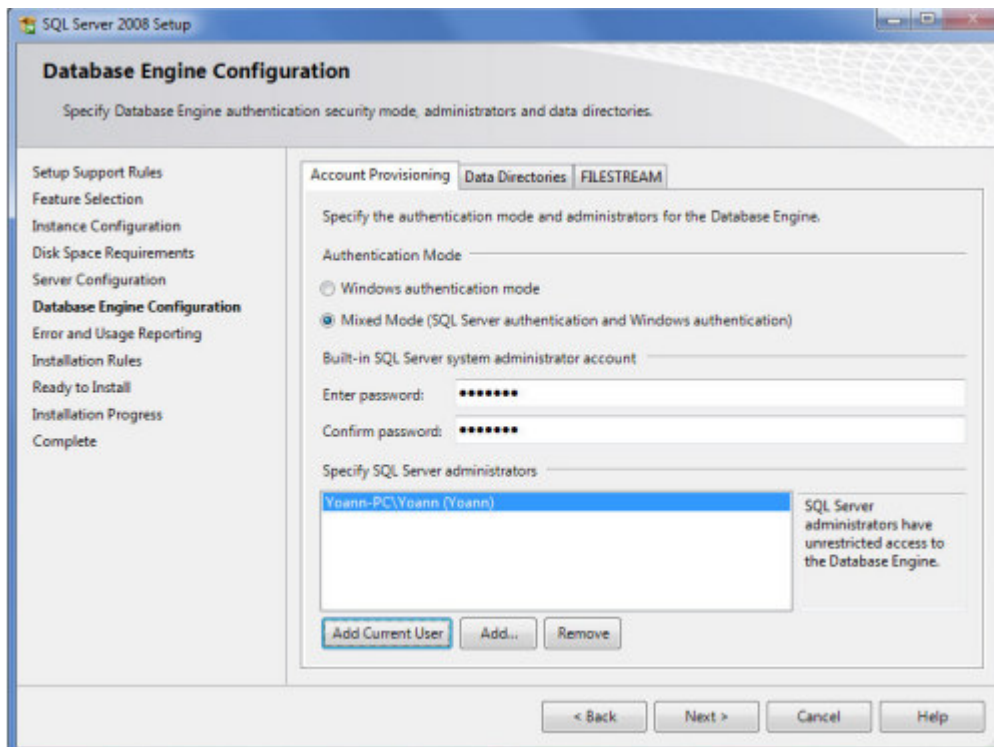 SQL Server 2008 Setup
Database Engine Configuration
Specify Database Engine authentication security mode, administrators and data directories.
Setup Support Rules
Feature Selection
Instance Configuration
Disk Space Requirements
Server Configuration
Database Engine Configuration
Error and Usage Reporting
Installation Rules
Ready to Install
Installation Progress
Complete
Account Provisioning Data Directories FILESTREAM
Specify the authentication mode and administrators for the Database Engine.
Authentication Mode
Windows authentication mode
Mixed Mode (SQL Server authentication and Windows authentication)
Built-in SQL Server system administrator account
Enter password: •••••••
Confirm password: •••••••
Specify SQL Server administrators
Yoann-PC\Yoann (Yoann)
SQL Server
administrators have
unrestricted access to
the Database Engine.
Add Current User Add... Remove
< Back Next > Cancel Help